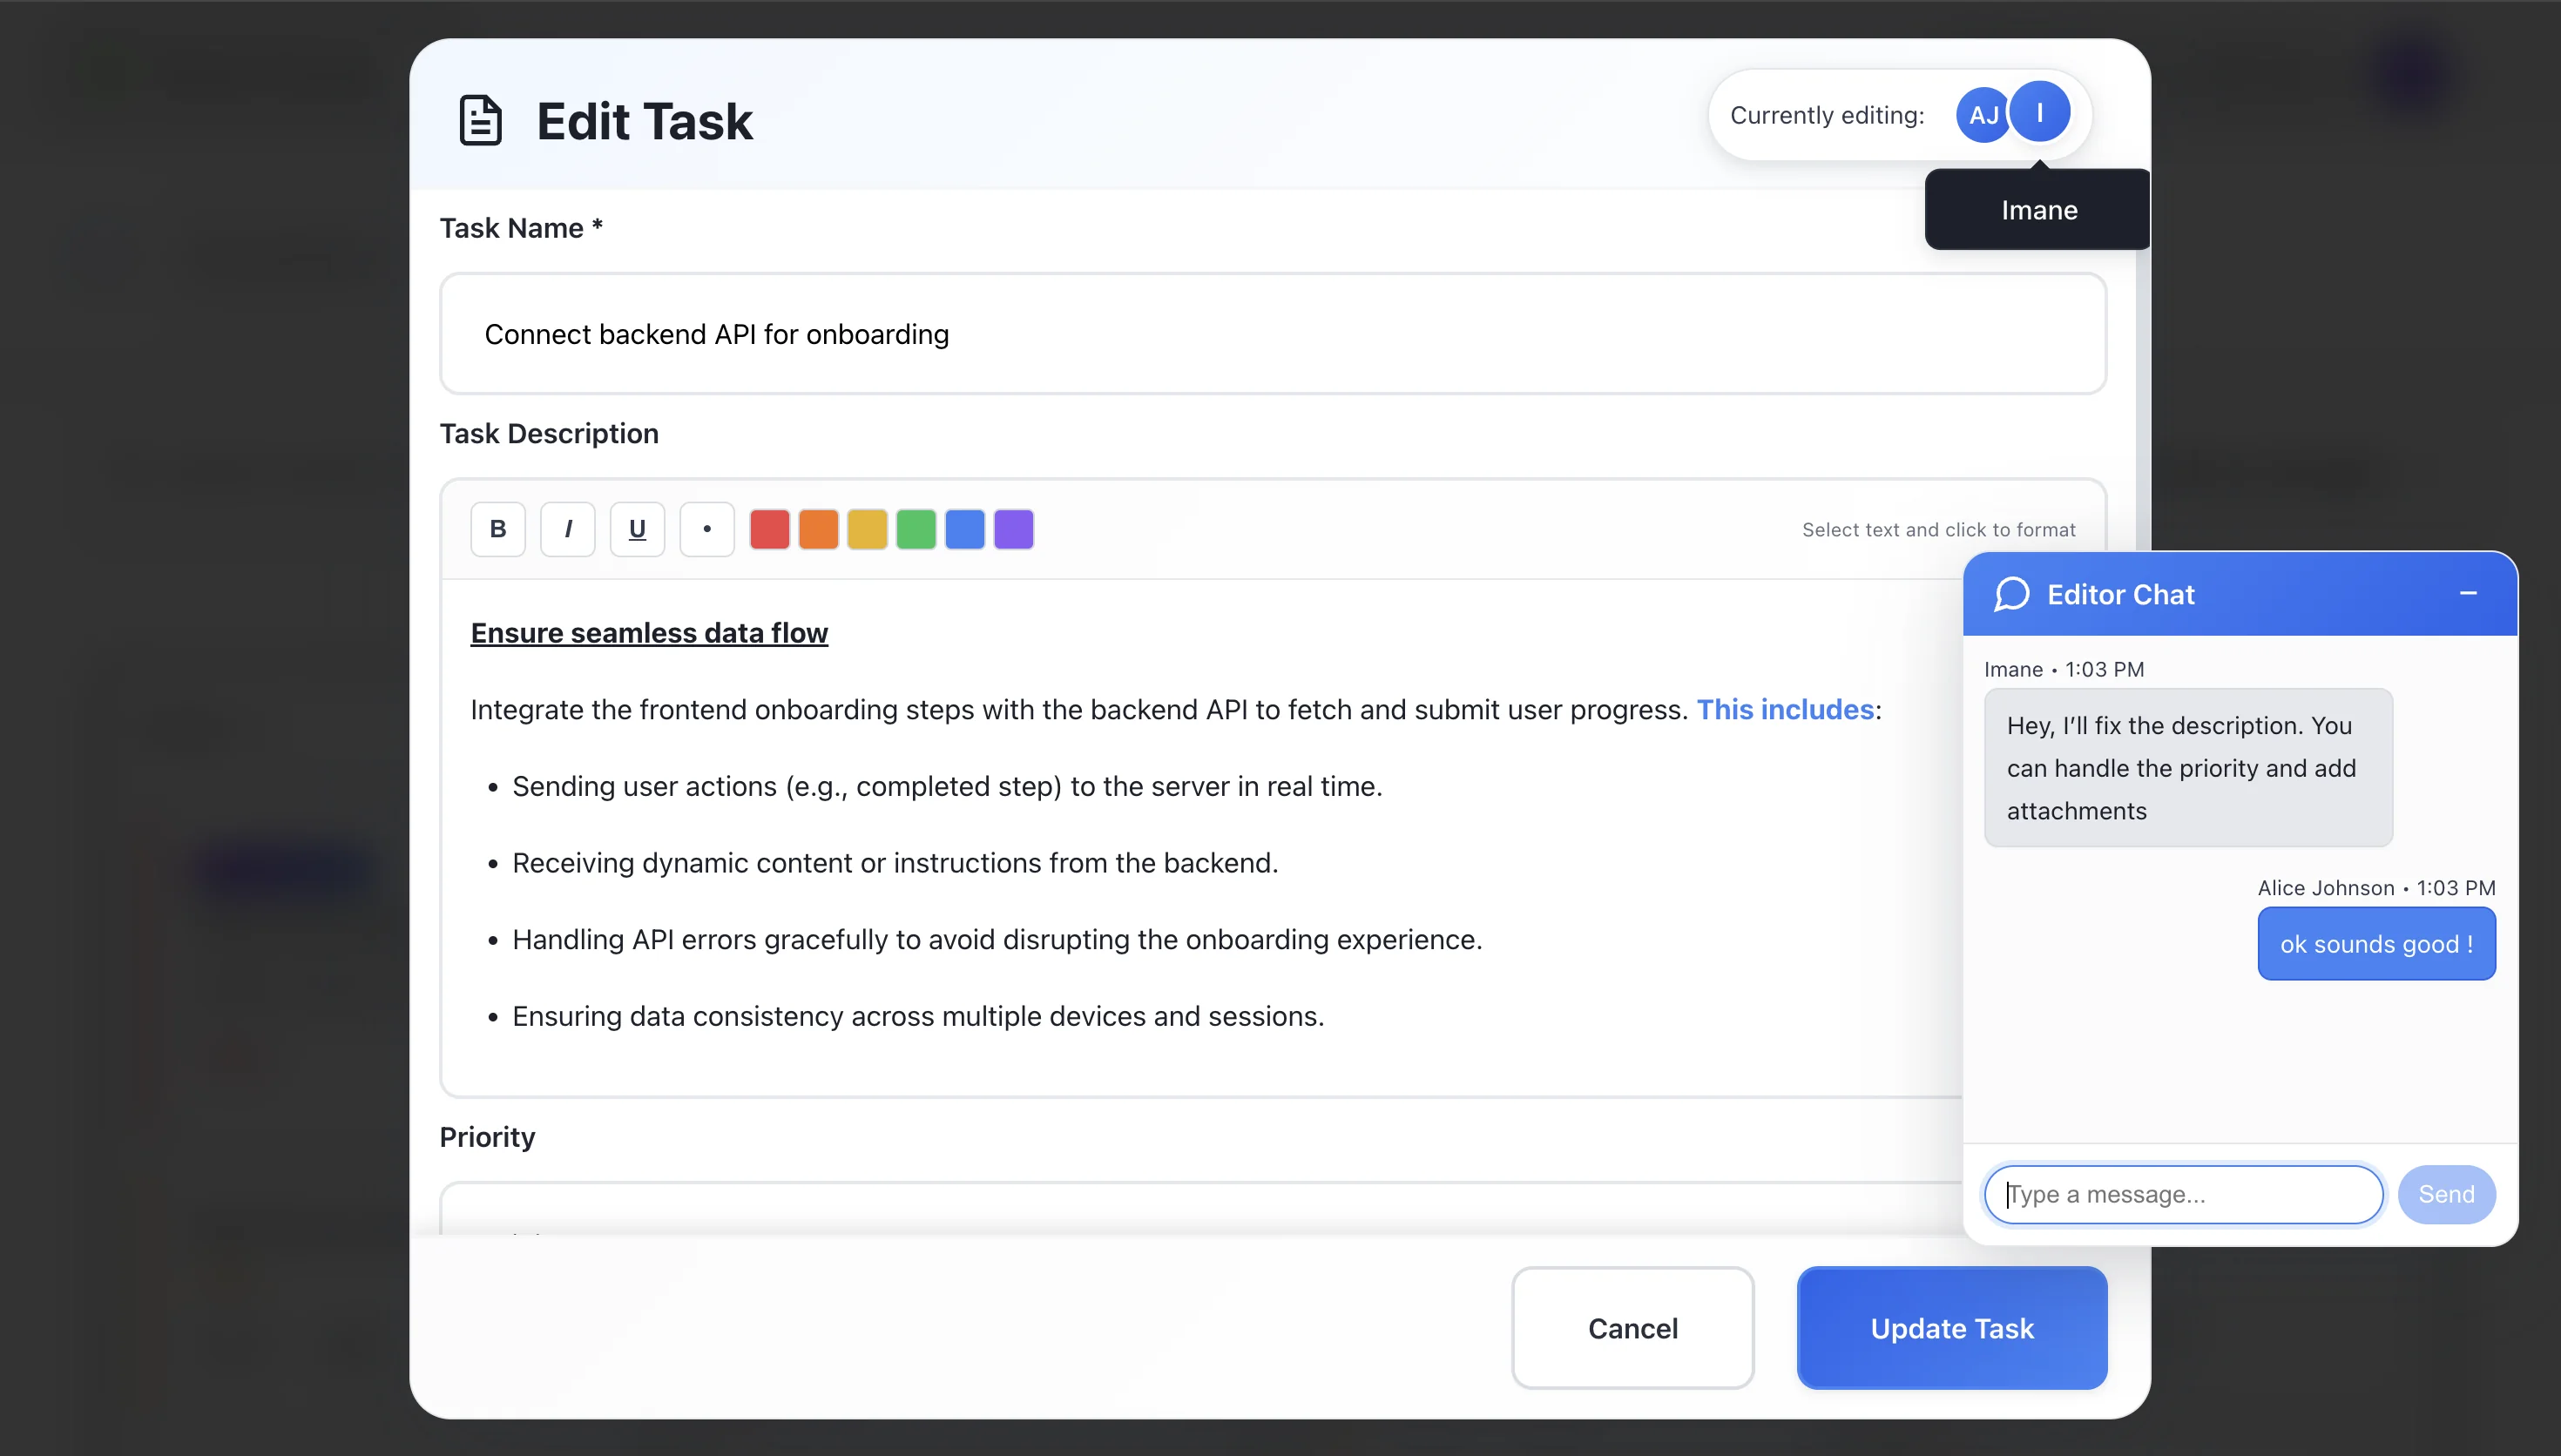 Edit Task
Currently editing:
AJ
I
Imane
Task Name *
Connect backend API for onboarding
Task Description
B
I
U
•
Select text and click to format
Ensure seamless data flow
Integrate the frontend onboarding steps with the backend API to fetch and submit user progress. This includes:
• Sending user actions (e.g., completed step) to the server in real time.
• Receiving dynamic content or instructions from the backend.
• Handling API errors gracefully to avoid disrupting the onboarding experience.
• Ensuring data consistency across multiple devices and sessions.
Priority
Editor Chat
Imane • 1:03 PM
Hey, I’ll fix the description. You
can handle the priority and add
attachments
Alice Johnson • 1:03 PM
ok sounds good !
Type a message...
Send
Cancel
Update Task